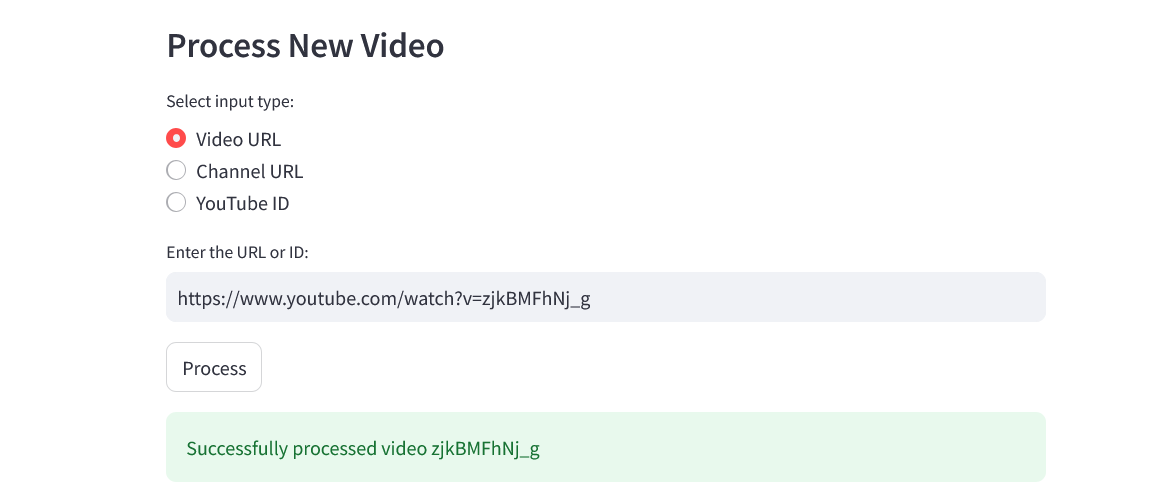 Process New Video
Select input type:
Video URL
Channel URL
YouTube ID
Enter the URL or ID:
https://www.youtube.com/watch?v=zjkBMFhNj_g
Process
Successfully processed video zjkBMFhNj_g